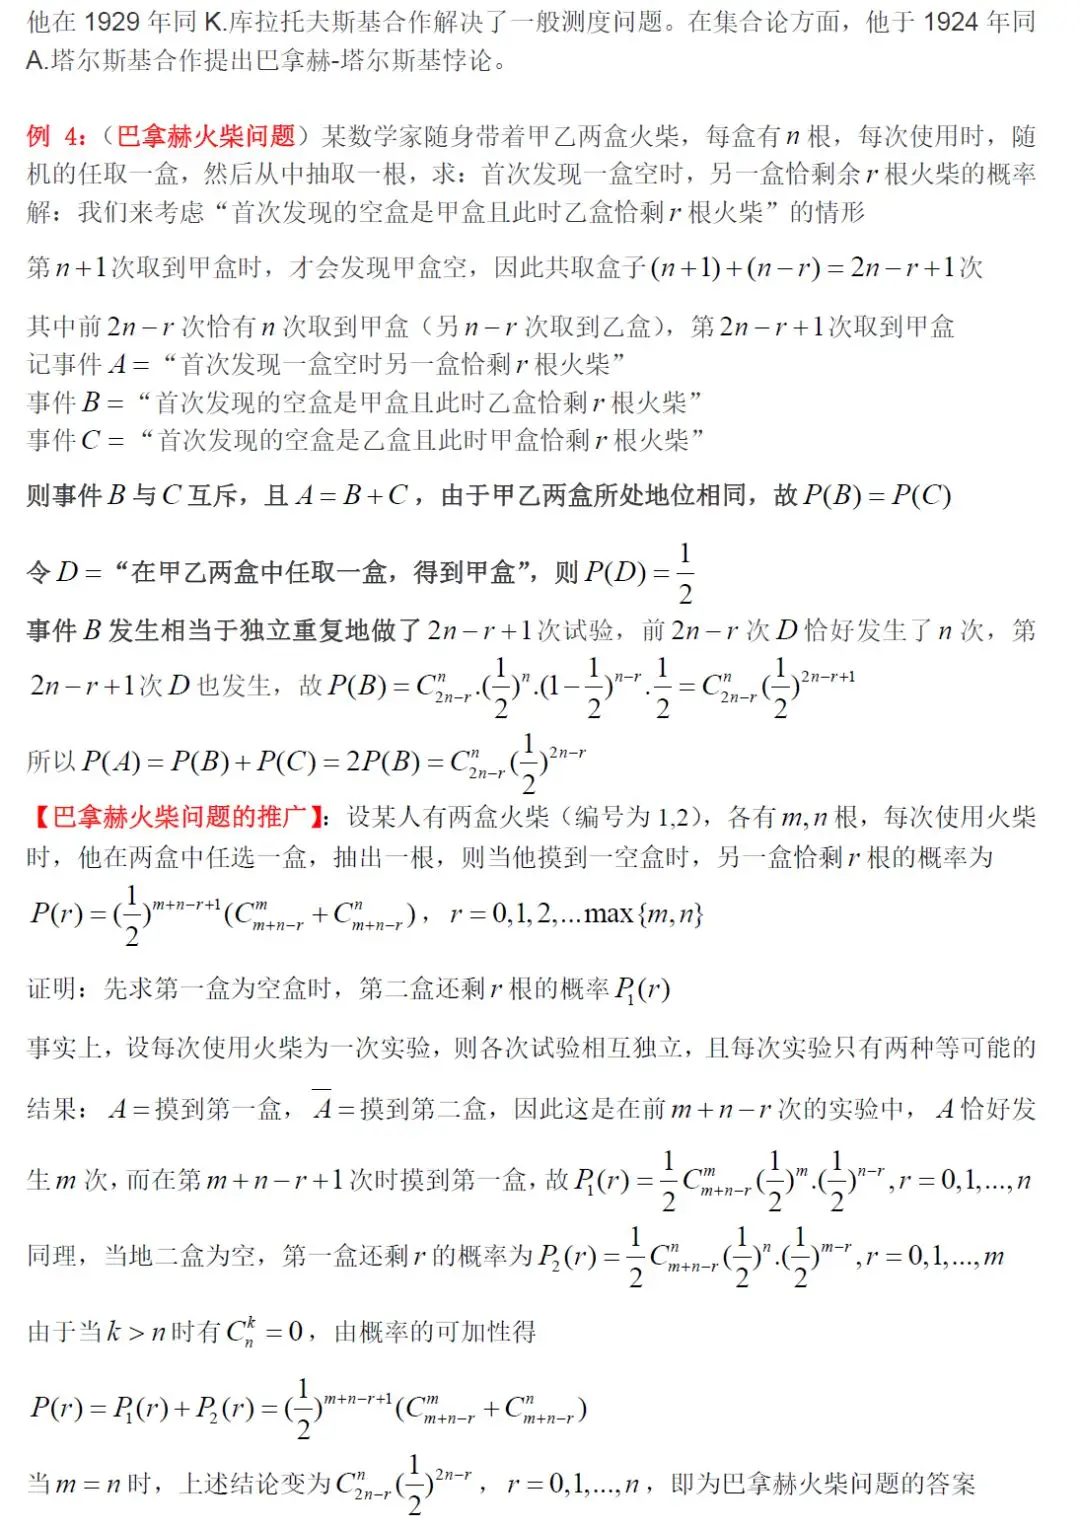 他在 1929 年同 K.库拉托夫斯基合作解决了一般测度问题。在集合论方面，他于 1924 年同
A.塔尔斯基合作提出巴拿赫-塔尔斯基悖论。
例 4：（巴拿赫火柴问题）某数学家随身带着甲乙两盒火柴，每盒有 n 根，每次使用时，随
机的任取一盒，然后从中抽取一根，求：首次发现一盒空时，另一盒恰剩余 r 根火柴的概率
解：我们来考虑“首次发现的空盒是甲盒且此时乙盒恰剩 r 根火柴”的情形
第 n+1 次取到甲盒时，才会发现甲盒空，因此共取盒子 (n+1)+(n−r)=2n−r+1 次
其中前 2n−r 次恰有 n 次取到甲盒（另 n−r 次取到乙盒），第 2n−r+1 次取到甲盒
记事件 A=“首次发现一盒空时另一盒恰剩 r 根火柴”
事件 B=“首次发现的空盒是甲盒且此时乙盒恰剩 r 根火柴”
事件 C=“首次发现的空盒是乙盒且此时甲盒恰剩 r 根火柴”
则事件 B 与 C 互斥，且 A=B+C，由于甲乙两盒所处地位相同，故 P(B)=P(C)
令 D=“在甲乙两盒中任取一盒，得到甲盒”，则 P(D)=\frac{1}{2}
事件 B 发生相当于独立重复地做了 2n−r+1 次试验，前 2n−r 次 D 恰好发生了 n 次，第
2n−r+1 次 D 也发生，故 P(B)=C_{2n-r}^{n}.(\frac{1}{2})^{n}.(1-\frac{1}{2})^{n-r}.\frac{1}{2}=C_{2n-r}^{n}(\frac{1}{2})^{2n-r+1}
所以 P(A)=P(B)+P(C)=2P(B)=C_{2n-r}^{n}(\frac{1}{2})^{2n-r}
【巴拿赫火柴问题的推广】：设某人有两盒火柴（编号为 1,2），各有 m,n 根，每次使用火柴
时，他在两盒中任选一盒，抽出一根，则当他摸到一空盒时，另一盒恰剩 r 根的概率为
P(r)=(\frac{1}{2})^{m+n-r+1}(C_{m+n-r}^{m}+C_{m+n-r}^{n})，r=0,1,2,...max{m,n}
证明：先求第一盒为空盒时，第二盒还剩 r 根的概率 P_{1}(r)
事实上，设每次使用火柴为一次实验，则各次试验相互独立，且每次实验只有两种等可能的
结果：A=摸到第一盒，\overline{A}=摸到第二盒，因此这是在前 m+n−r 次的实验中，A 恰好发
生 m 次，而在第 m+n−r+1 次时摸到第一盒，故 P_{1}(r)=\frac{1}{2}C_{m+n-r}^{m}(\frac{1}{2})^{m}.(\frac{1}{2})^{n-r},r=0,1,...,n
同理，当地二盒为空，第一盒还剩 r 的概率为 P_{2}(r)=\frac{1}{2}C_{m+n-r}^{n}(\frac{1}{2})^{n}.(\frac{1}{2})^{m-r},r=0,1,...,m
由于当 k>n 时有 C_{n}^{k}=0，由概率的可加性得
P(r)=P_{1}(r)+P_{2}(r)=(\frac{1}{2})^{m+n-r+1}(C_{m+n-r}^{m}+C_{m+n-r}^{n})
当 m=n 时，上述结论变为 C_{2n-r}^{n}(\frac{1}{2})^{2n-r}，r=0,1,...,n，即为巴拿赫火柴问题的答案